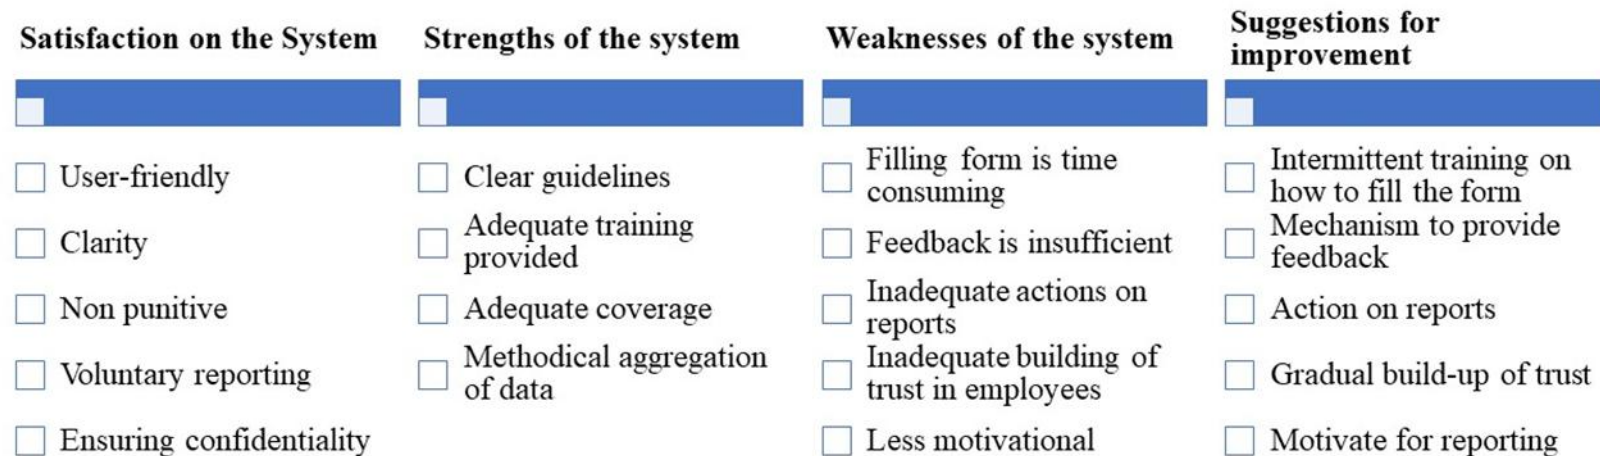 Satisfaction on the System
User-friendly
Clarity
Non punitive
Voluntary reporting
Ensuring confidentiality
Strengths of the system
Clear guidelines
Adequate training
provided
Adequate coverage
Methodical aggregation
of data
Weaknesses of the system
Filling form is time
consuming
Feedback is insufficient
Inadequate actions on
reports
Inadequate building of
trust in employees
Less motivational
Suggestions for
improvement
Intermittent training on
how to fill the form
Mechanism to provide
feedback
Action on reports
Gradual build-up of trust
Motivate for reporting